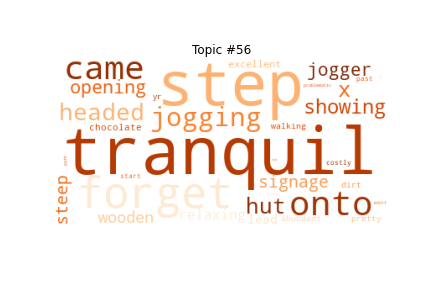 Topic #56
came
step
excellent
jogger
problematic
past
opening
x
yr
showing
headed
jogging
chocolate
walking
tranquil
costly
start
forget
signage
dirt
steep
hut
onto
wooden
relaxing
lead
abundant
pretty